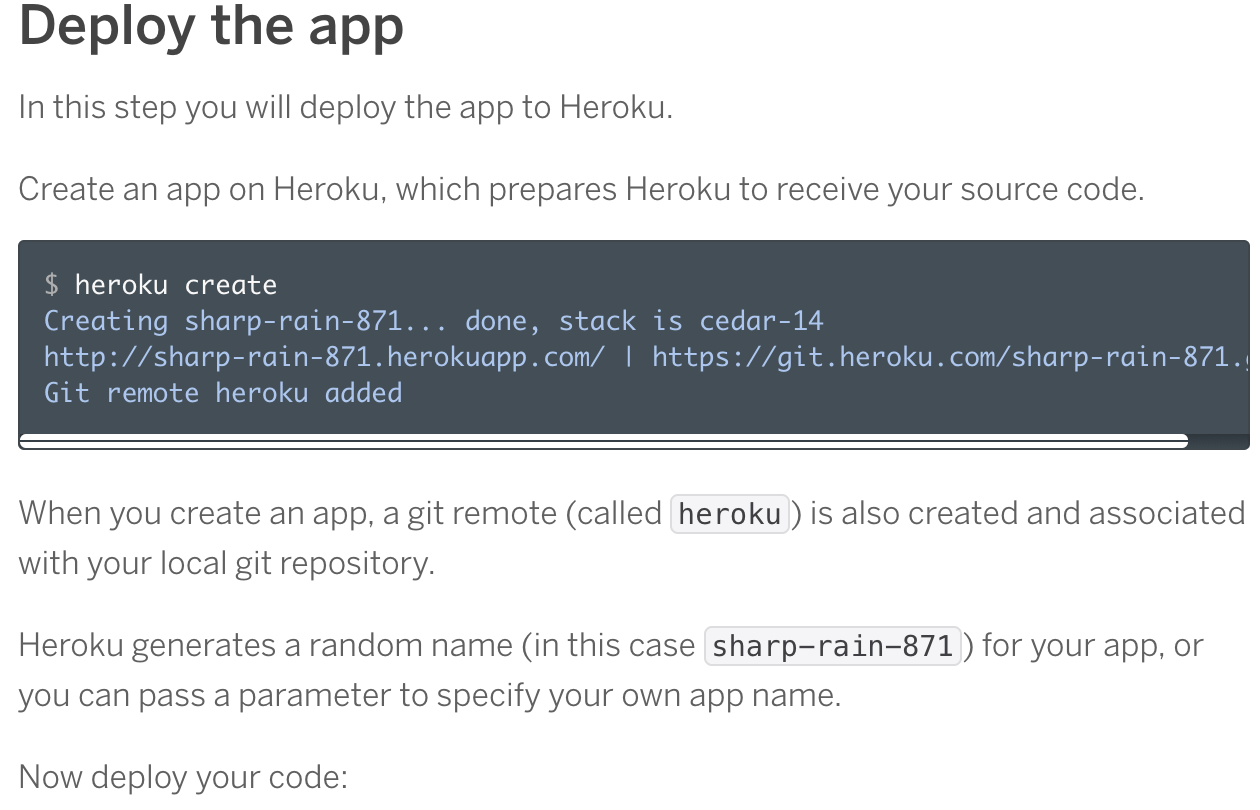 Deploy the app
In this step you will deploy the app to Heroku.
Create an app on Heroku, which prepares Heroku to receive your source code.
$ heroku create
Creating sharp-rain-871... done, stack is cedar-14
http://sharp-rain-871.herokuapp.com/ | https://git.heroku.com/sharp-rain-871.
Git remote heroku added
When you create an app, a git remote (called heroku) is also created and associated
with your local git repository.
Heroku generates a random name (in this case sharp-rain-871) for your app, or
you can pass a parameter to specify your own app name.
Now deploy your code: